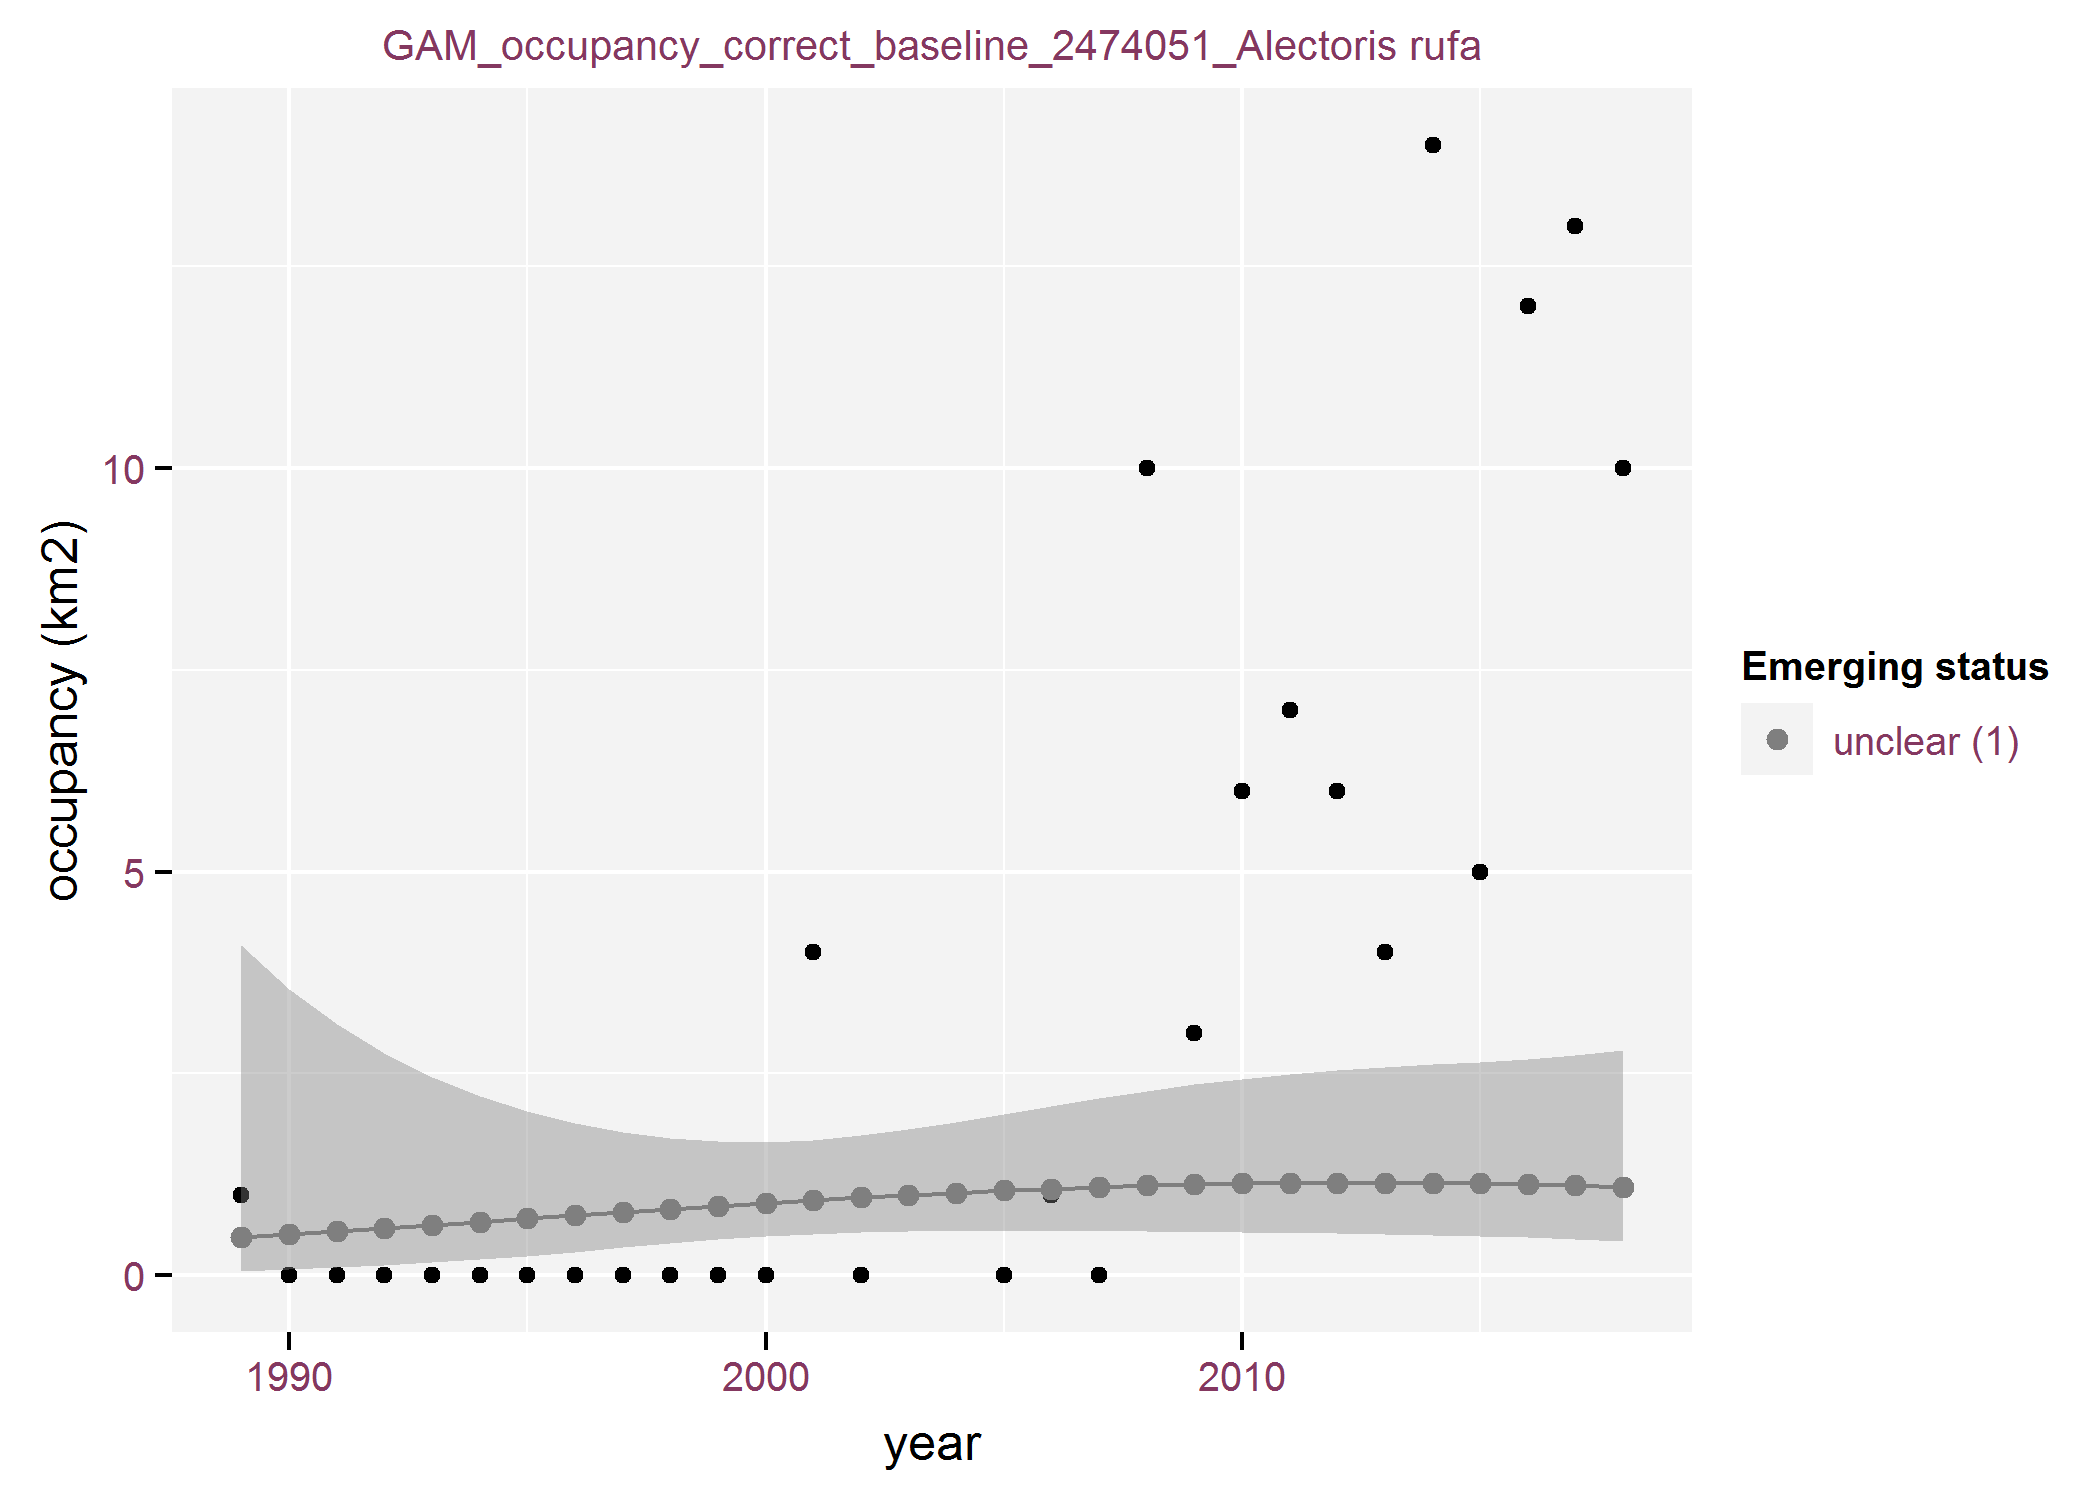 GAM_occupancy_correct_baseline_2474051_Alectoris rufa
occupancy (km2)
10
5
0
1990 2000 2010
year
Emerging status
unclear (1)